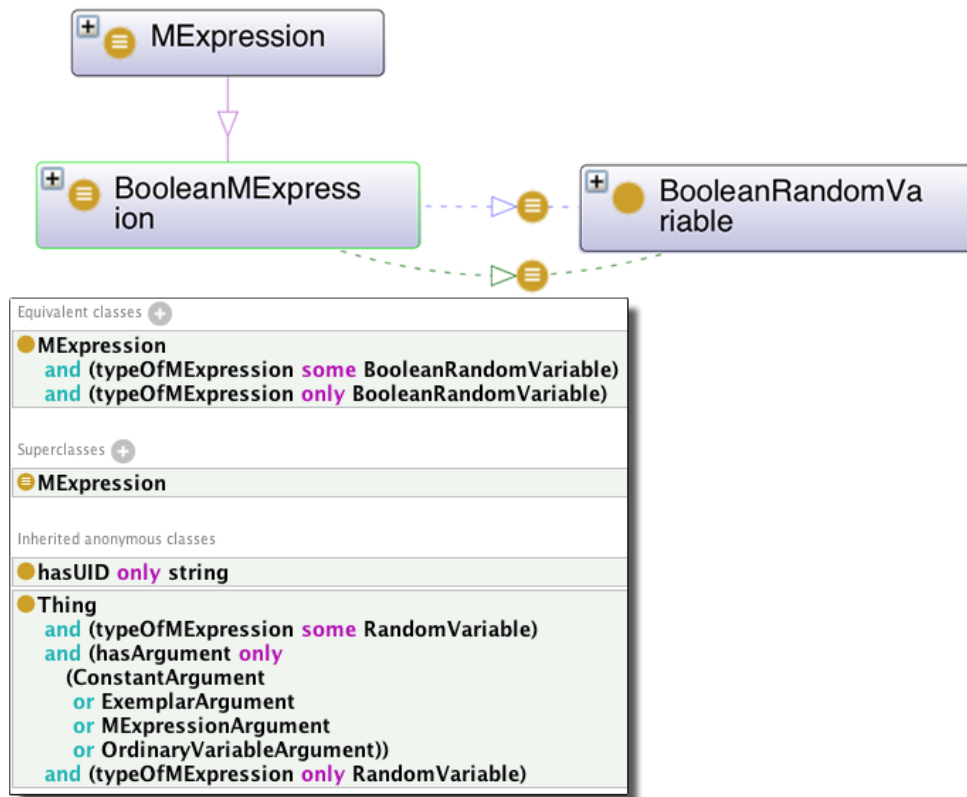 MExpression
BooleanMExpress
ion
BooleanRandomVa
riable
Equivalent classes
MExpression
and (typeOfMExpression some BooleanRandomVariable)
and (typeOfMExpression only BooleanRandomVariable)
Superclasses
MExpression
Inherited anonymous classes
hasUID only string
Thing
and (typeOfMExpression some RandomVariable)
and (hasArgument only
(ConstantArgument
or ExemplarArgument
or MExpressionArgument
or OrdinaryVariableArgument))
and (typeOfMExpression only RandomVariable)